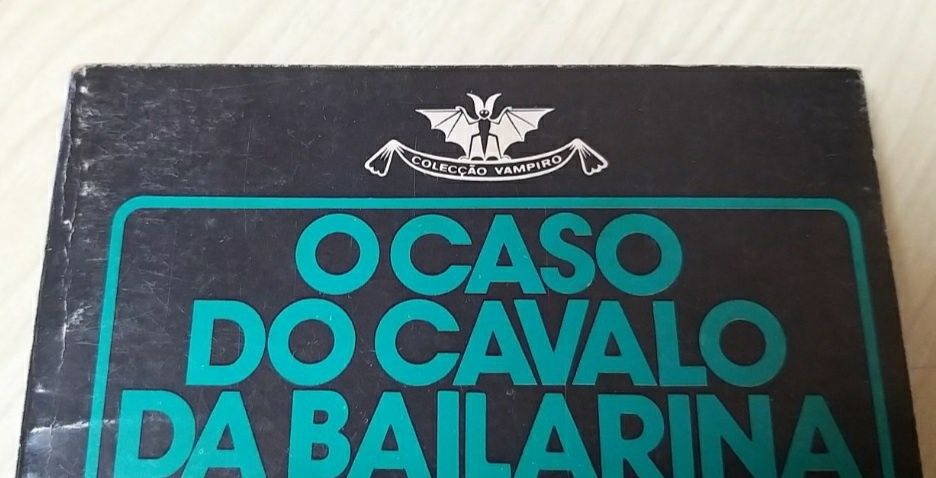 COLECÇÃO VAMPIRO
O CASO
DO CAVALO
DA BAILARINA